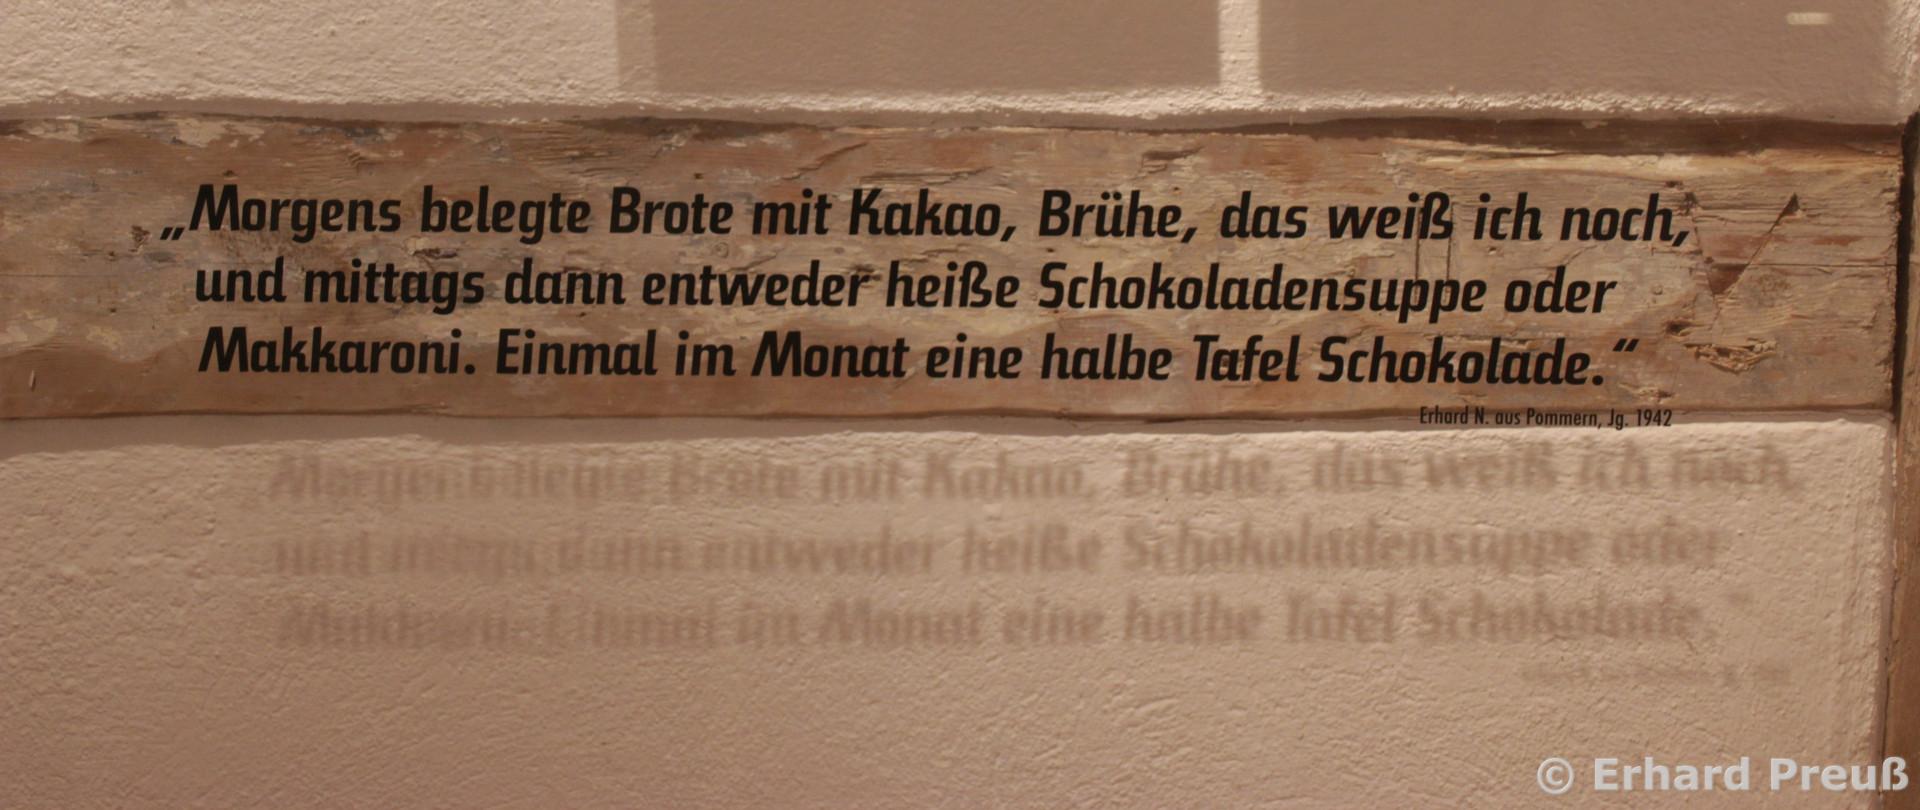 „Morgens belegte Brote mit Kakao, Brühe, das weiß ich noch,
und mittags dann entweder heiße Schokoladensuppe oder
Makkaroni. Einmal im Monat eine halbe Tafel Schokolade.“
Erhard N. aus Pommern, Jg. 1942
© Erhard Preuß